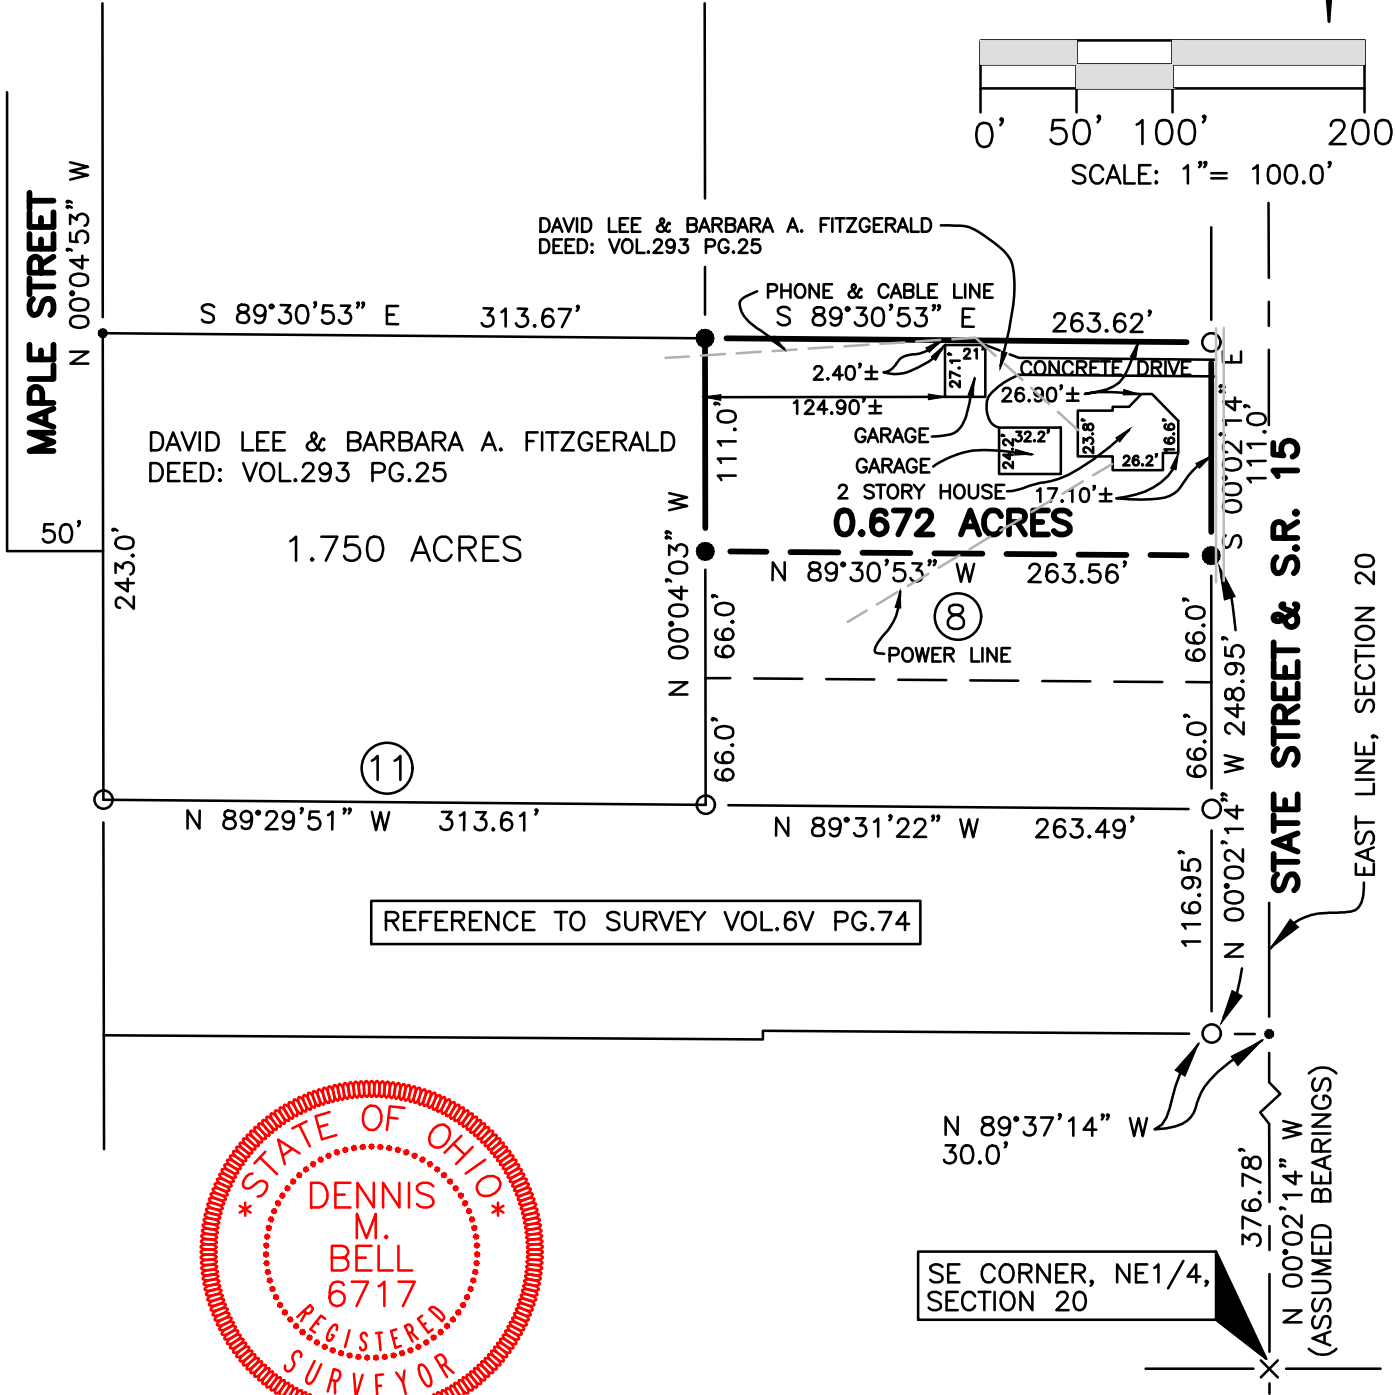 0' 50' 100' 200
SCALE: 1"= 100.0'
MAPLE STREET
N 00°04'53" W
DAVID LEE & BARBARA A. FITZGERALD
DEED: VOL.293 PG.25
PHONE & CABLE LINE
S 89°30'53" E 313.67'
S 89°30'53" E 263.62'
2.40'±
27.1'
21'
CONCRETE DRIVE
26.90'±
124.90'±
DAVID LEE & BARBARA A. FITZGERALD
DEED: VOL.293 PG.25
111.0'
GARAGE
GARAGE
24.2'
32.2'
23.8'
16.6'
26.2'
2 STORY HOUSE
17.10'±
S 00°02'14" E
111.0'
0.672 ACRES
50'
243.0'
1.750 ACRES
N 89°30'53" W 263.56'
N 00°04'03" W
66.0'
8
POWER LINE
66.0'
66.0'
66.0'
N 00°02'14" W 248.95'
STATE STREET & S.R. 15
EAST LINE, SECTION 20
11
N 89°29'51" W 313.61'
N 89°31'22" W 263.49'
116.95'
REFERENCE TO SURVEY VOL.6V PG.74
N 89°37'14" W
30.0'
376.78'
N 00°02'14" W
(ASSUMED BEARINGS)
SE CORNER, NE1/4,
SECTION 20
*STATE OF OHIO*
DENNIS
M.
BELL
6717
REGISTERED
SURVEYOR